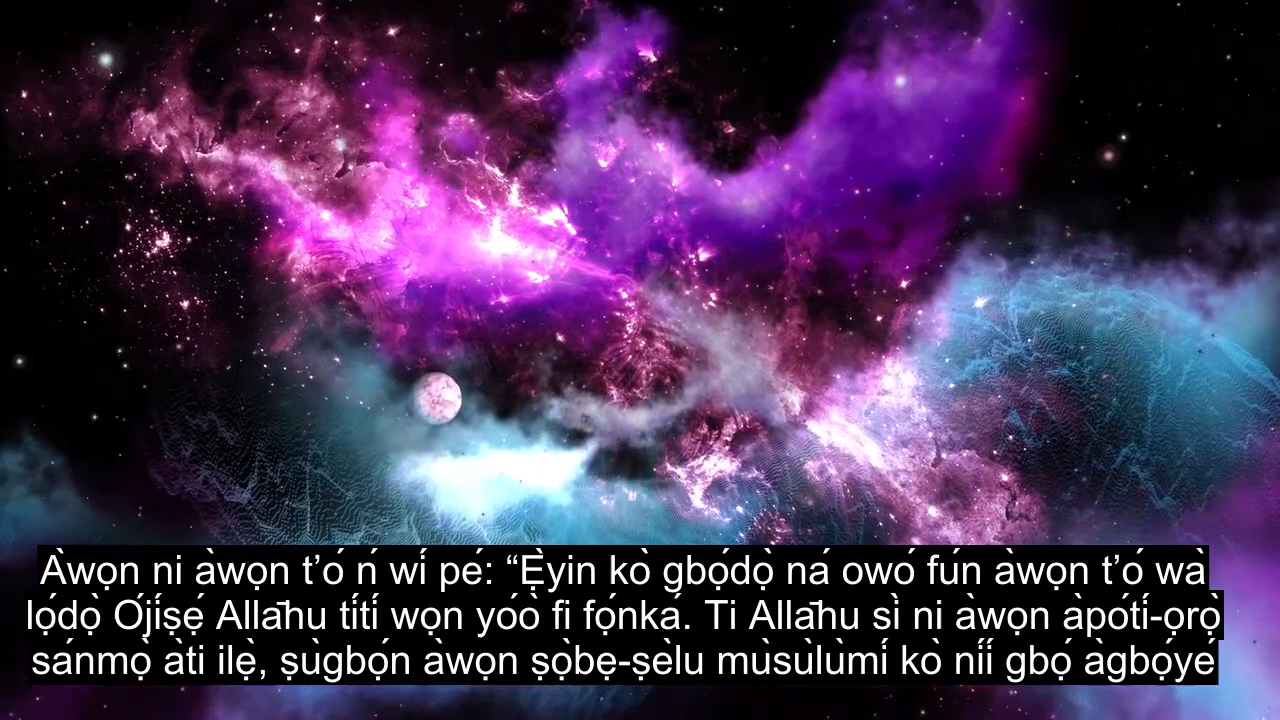 Àwọn ni àwọn t’ó ń wí pé: “Ẹ̀yin kò gbọ́dọ̀ ná owó fún àwọn t’ó wà
lọ́dọ̀ Òjíṣẹ́ Allāhu títí wọn yóò fi fọ́nká. Ti Allāhu sì ni àwọn àpótí-ọrọ̀
sánmọ̀ àti ilẹ̀, ṣùgbọ́n àwọn ṣọ̀bẹ-ṣèlu mùsùlùmí kò níí gbọ́ àgbọ́yé